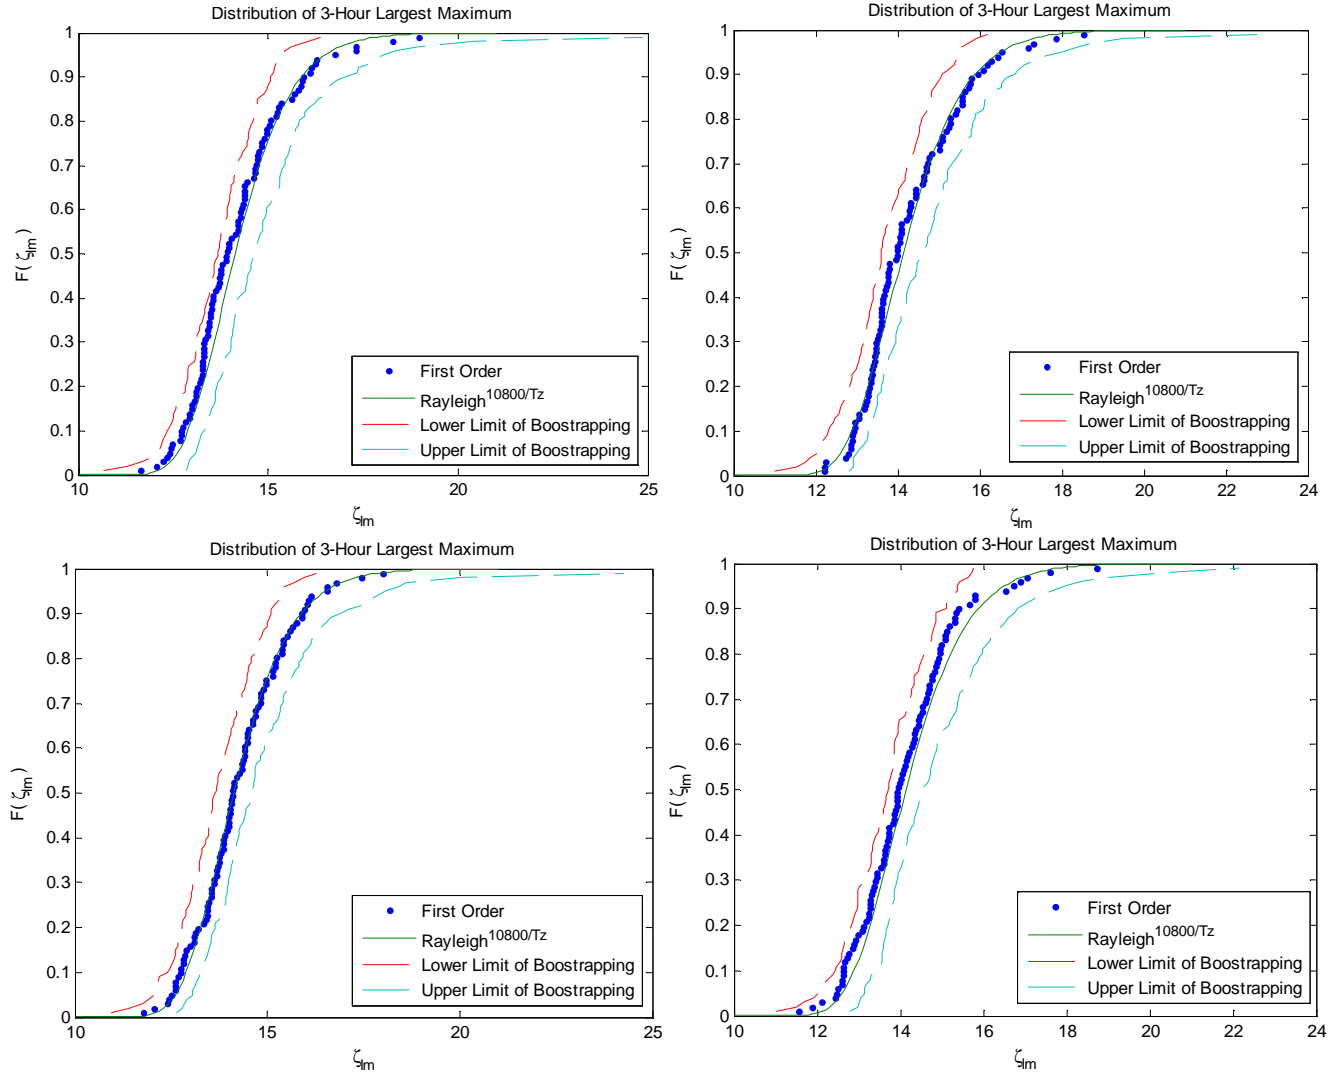 Distribution of 3-Hour Largest Maximum
1
0.9
0.8
0.7
0.6
0.5
0.4
0.3
0.2
0.1
0
F( ζlm)
10
15
20
25
ζlm
First Order
Rayleigh10800/Tz
Lower Limit of Boostrapping
Upper Limit of Boostrapping
Distribution of 3-Hour Largest Maximum
1
0.9
0.8
0.7
0.6
0.5
0.4
0.3
0.2
0.1
0
F( ζlm)
10
12
14
16
18
20
22
24
ζlm
First Order
Rayleigh10800/Tz
Lower Limit of Boostrapping
Upper Limit of Boostrapping
Distribution of 3-Hour Largest Maximum
1
0.9
0.8
0.7
0.6
0.5
0.4
0.3
0.2
0.1
0
F( ζlm)
10
15
20
25
ζlm
First Order
Rayleigh10800/Tz
Lower Limit of Boostrapping
Upper Limit of Boostrapping
Distribution of 3-Hour Largest Maximum
1
0.9
0.8
0.7
0.6
0.5
0.4
0.3
0.2
0.1
0
F( ζlm)
10
12
14
16
18
20
22
24
ζlm
First Order
Rayleigh10800/Tz
Lower Limit of Boostrapping
Upper Limit of Boostrapping